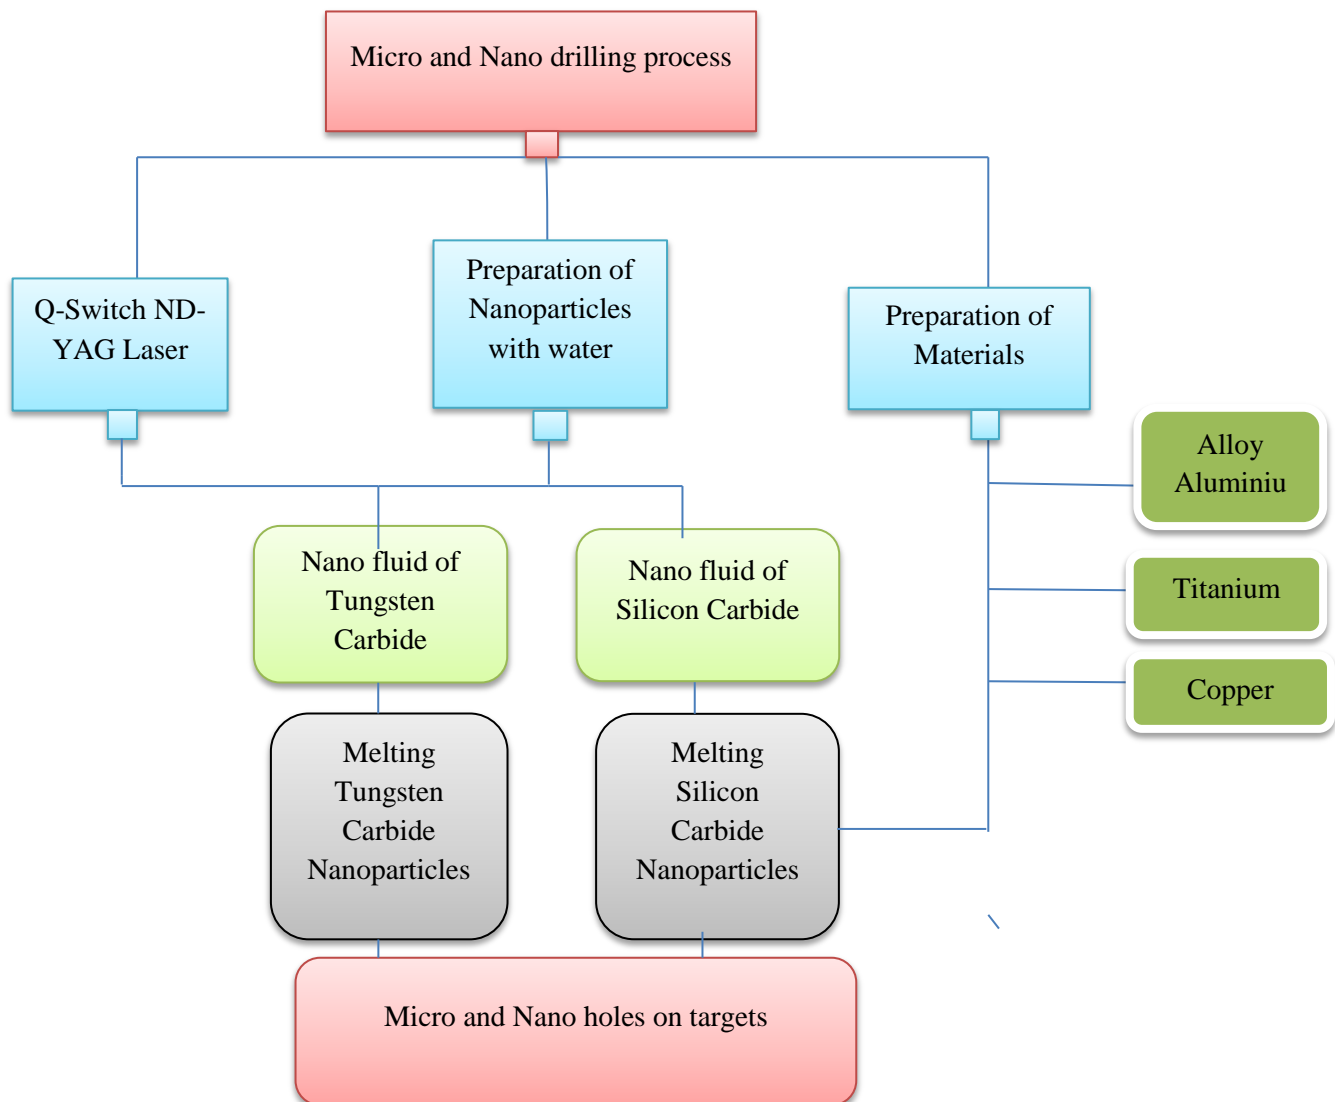 Micro and Nano drilling process
Q-Switch ND-
YAG Laser
Preparation of
Nanoparticles
with water
Preparation of
Materials
Alloy
Aluminiu
Titanium
Copper
Nano fluid of
Tungsten
Carbide
Nano fluid of
Silicon Carbide
Melting
Tungsten
Carbide
Nanoparticles
Melting
Silicon
Carbide
Nanoparticles
Micro and Nano holes on targets